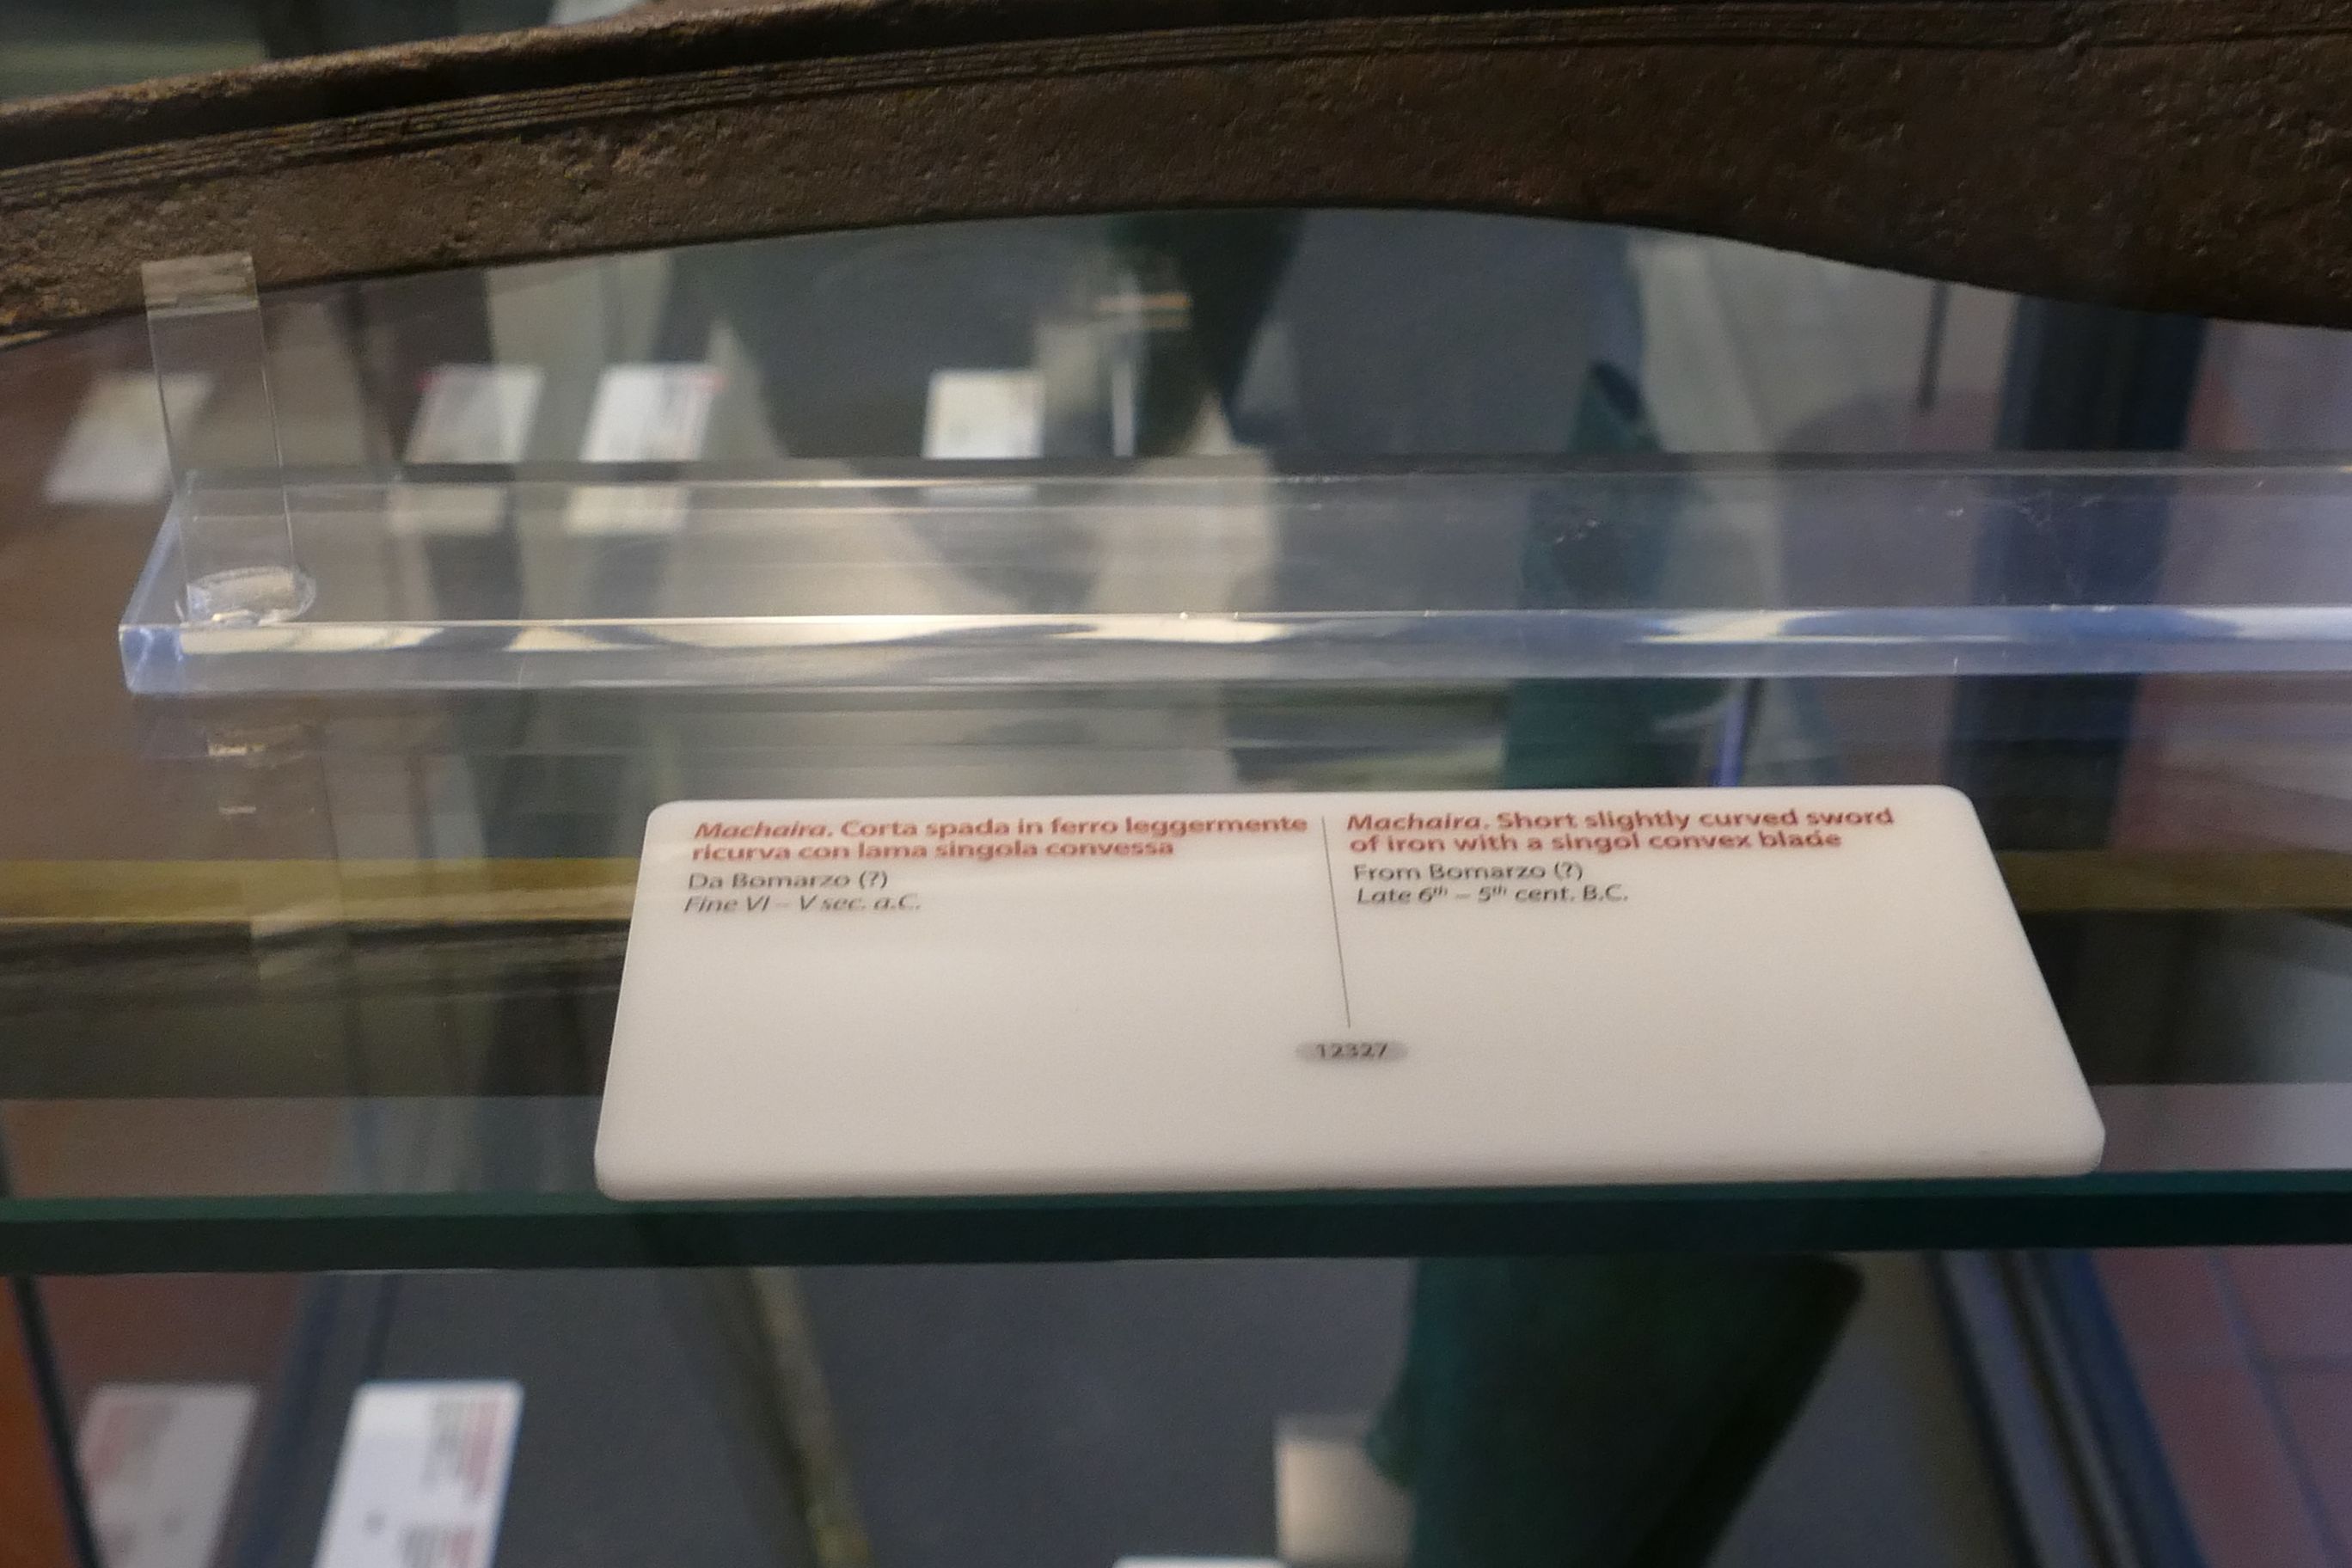 Machaira. Corta spada in ferro leggermente
ricurva con lama singola convessa
Da Bomarzo (?)
Fine VI – V sec. a.C.
Machaira. Short slightly curved sword
of iron with a singol convex blade
From Bomarzo (?)
Late 6th – 5th cent. B.C.
12327